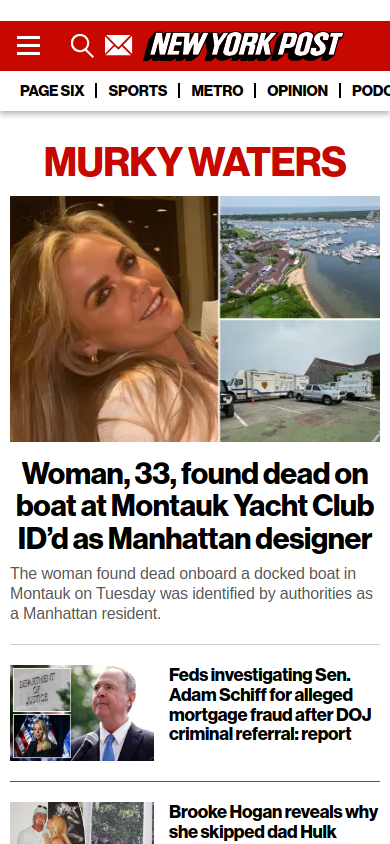 NEW YORK POST
PAGE SIX
SPORTS
METRO
OPINION
PODC
MURKY WATERS
Woman, 33, found dead on
boat at Montauk Yacht Club
ID’d as Manhattan designer
The woman found dead onboard a docked boat in
Montauk on Tuesday was identified by authorities as
a Manhattan resident.
DEPARTMENT
OF
JUSTICE
Feds investigating Sen.
Adam Schiff for alleged
mortgage fraud after DOJ
criminal referral: report
Brooke Hogan reveals why
she skipped dad Hulk